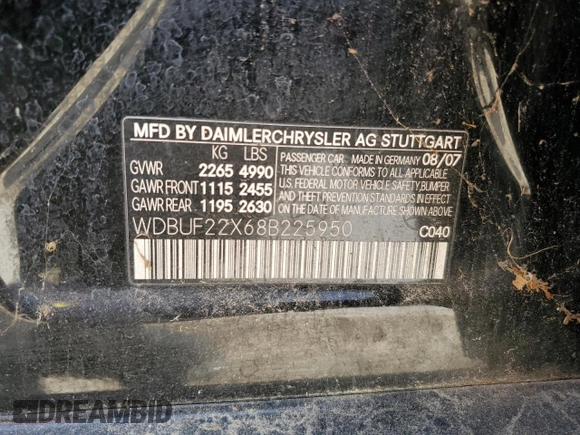 MFD BY DAIMLERCHRYSLER AG STUTTGART
KG LBS
GVWR 2265 4990
GAWR FRONT 1115 2455
GAWR REAR 1195 2630
PASSENGER CAR MADE IN GERMANY 08/07
THIS VEHICLE CONFORMS TO ALL APPLICABLE
U.S. FEDERAL MOTOR VEHICLE SAFETY, BUMPER
AND THEFT PREVENTION STANDARDS IN EFFECT
ON THE DATE OF MANUFACTURE SHOWN ABOVE.
WDBUF22X68B225950 C040
DREAMBID